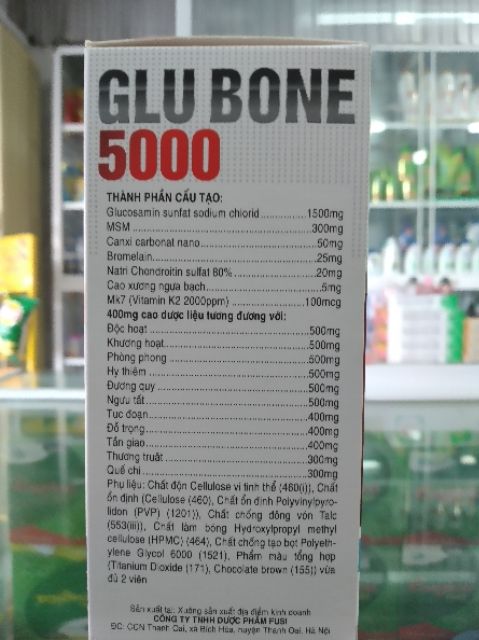 GLU BONE
5000
THÀNH PHẦN CẤU TẠO:
Glucosamin sunfat sodium chlorid................1500mg
MSM................300mg
Canxi carbonat nano................50mg
Bromelain................25mg
Natri Chondroitin sulfat 80%................20mg
Cao xương ngựa bạch................5mg
Mk7 (Vitamin K2 2000ppm)................100mcg
400mg cao dược liệu tương đương với:
Độc hoạt................500mg
Khương hoạt................500mg
Phòng phong................500mg
Hy thiêm................500mg
Đương quy................500mg
Ngưu tất................500mg
Tục đoạn................400mg
Đỗ trọng................400mg
Tần giao................400mg
Thương truật................300mg
Quế chi................300mg
Phụ liệu: Chất độn Cellulose vi tinh thể (460(i)), Chất
ổn định (Cellulose (460), Chất ổn định Polyvinylpyro-
lidon (PVP) (1201)), Chất chống đông vón Talc
(553(iii)), Chất làm bóng Hydroxylpropyl methyl
cellulose (HPMC) (464), Chất chống tạo bọt Polyeth-
ylene Glycol 6000 (1521), Phẩm màu tổng hợp
(Titanium Dioxide (171), Chocolate brown (155)) vừa
đủ 2 viên
Sản xuất tại: Xưởng sản xuất địa điểm kinh doanh
CÔNG TY TNHH DƯỢC PHẨM FUSI
ĐC: CCN Thanh Oai, xã Bích Hòa, huyện Thanh Oai, Hà Nội